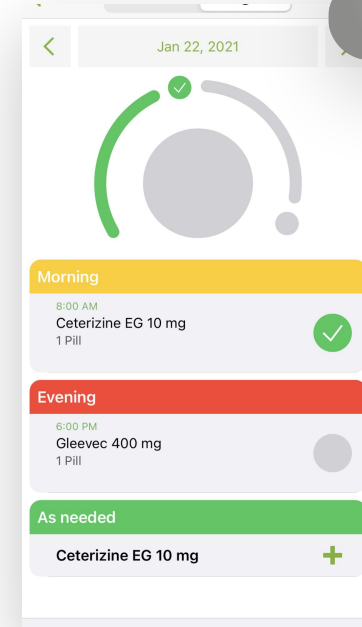 Jan 22, 2021
Morning
8:00 AM
Ceterizine EG 10 mg
1 Pill
Evening
6:00 PM
Gleevec 400 mg
1 Pill
As needed
Ceterizine EG 10 mg